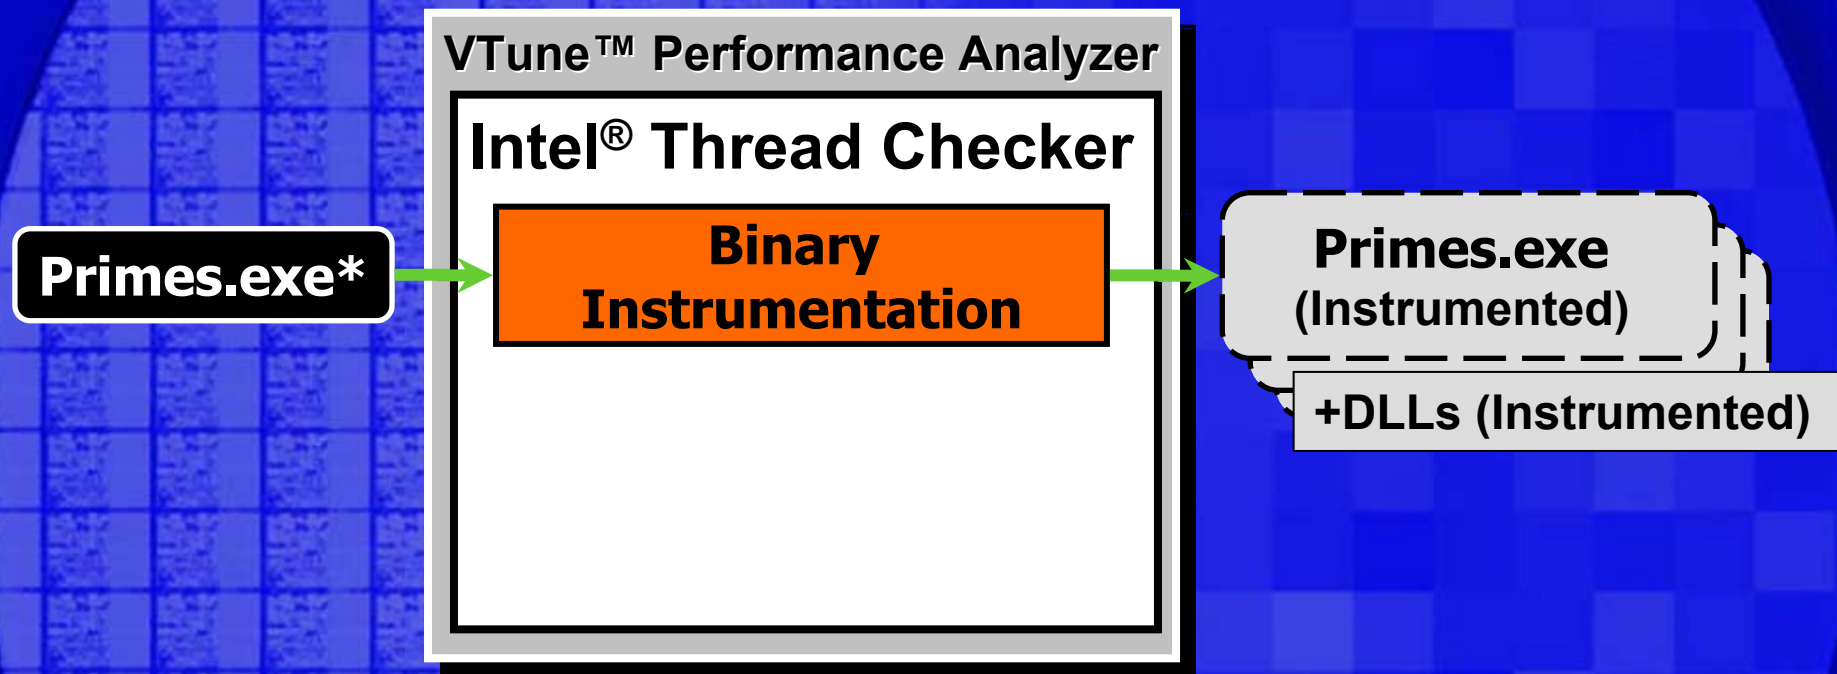 VTune™ Performance Analyzer
Intel® Thread Checker
Primes.exe*
Binary
Instrumentation
Primes.exe
(Instrumented)
+DLLs (Instrumented)